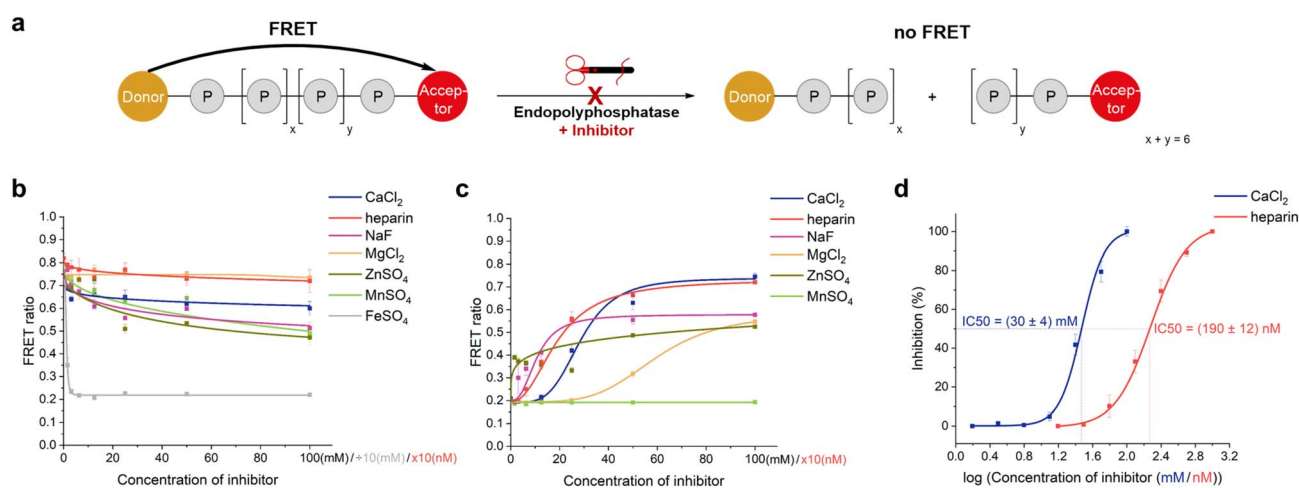 a
FRET
no FRET
Donor
P
P
P
P
Accep-
tor
x
y
X
Endopolyphosphatase
+ Inhibitor
Donor
P
P
x
+
y
P
P
Accep-
tor
x + y = 6
b
CaCl2
heparin
NaF
MgCl2
ZnSO4
MnSO4
FeSO4
FRET ratio
1.0
0.9
0.8
0.7
0.6
0.5
0.4
0.3
0.2
0.1
0.0
0 20 40 60 80 100(mM)/÷10(mM)/x10(nM)
Concentration of inhibitor
c
CaCl2
heparin
NaF
MgCl2
ZnSO4
MnSO4
FRET ratio
1.0
0.9
0.8
0.7
0.6
0.5
0.4
0.3
0.2
0.1
0.0
0 20 40 60 80 100(mM)/x10(nM)
Concentration of inhibitor
d
CaCl2
heparin
Inhibition (%)
100
80
60
40
20
0
IC50 = (30 ± 4) mM
IC50 = (190 ± 12) nM
0.0 0.4 0.8 1.2 1.6 2.0 2.4 2.8 3.2
log (Concentration of inhibitor (mM/nM))